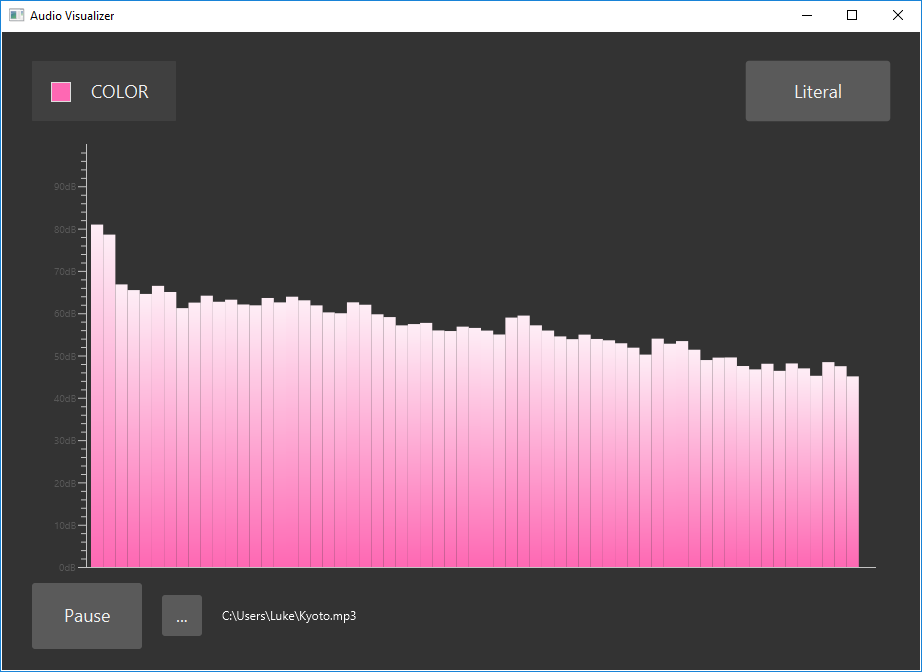 Audio Visualizer
COLOR
Literal
90dB
80dB
70dB
60dB
50dB
40dB
30dB
20dB
10dB
0dB
Pause
...
C:\Users\Luke\Kyoto.mp3